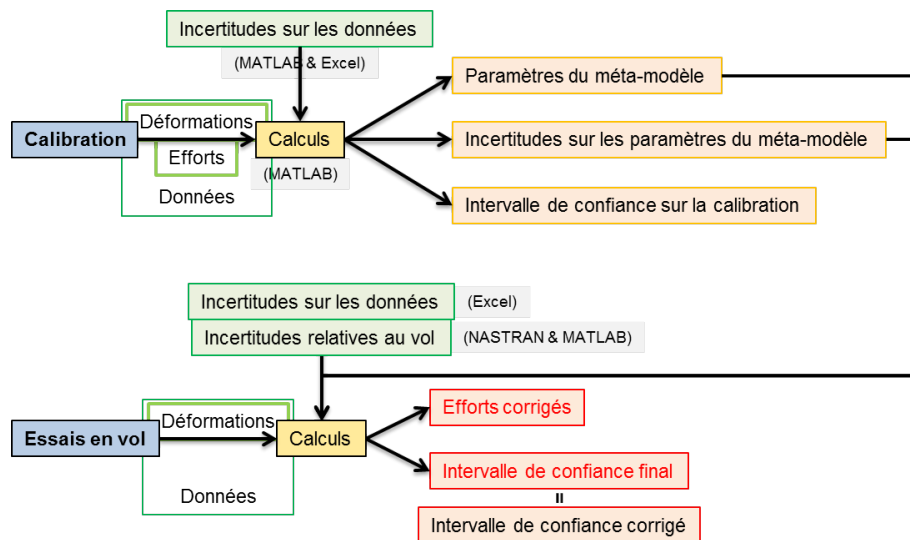 Incertitudes sur les données
(MATLAB & Excel)
Paramètres du méta-modèle
Déformations
Calibration
Calculs
Incertitudes sur les paramètres du méta-modèle
Efforts
(MATLAB)
Données
Intervalle de confiance sur la calibration
Incertitudes sur les données
(Excel)
Incertitudes relatives au vol
(NASTRAN & MATLAB)
Efforts corrigés
Déformations
Essais en vol
Calculs
Intervalle de confiance final
Données
=
Intervalle de confiance corrigé